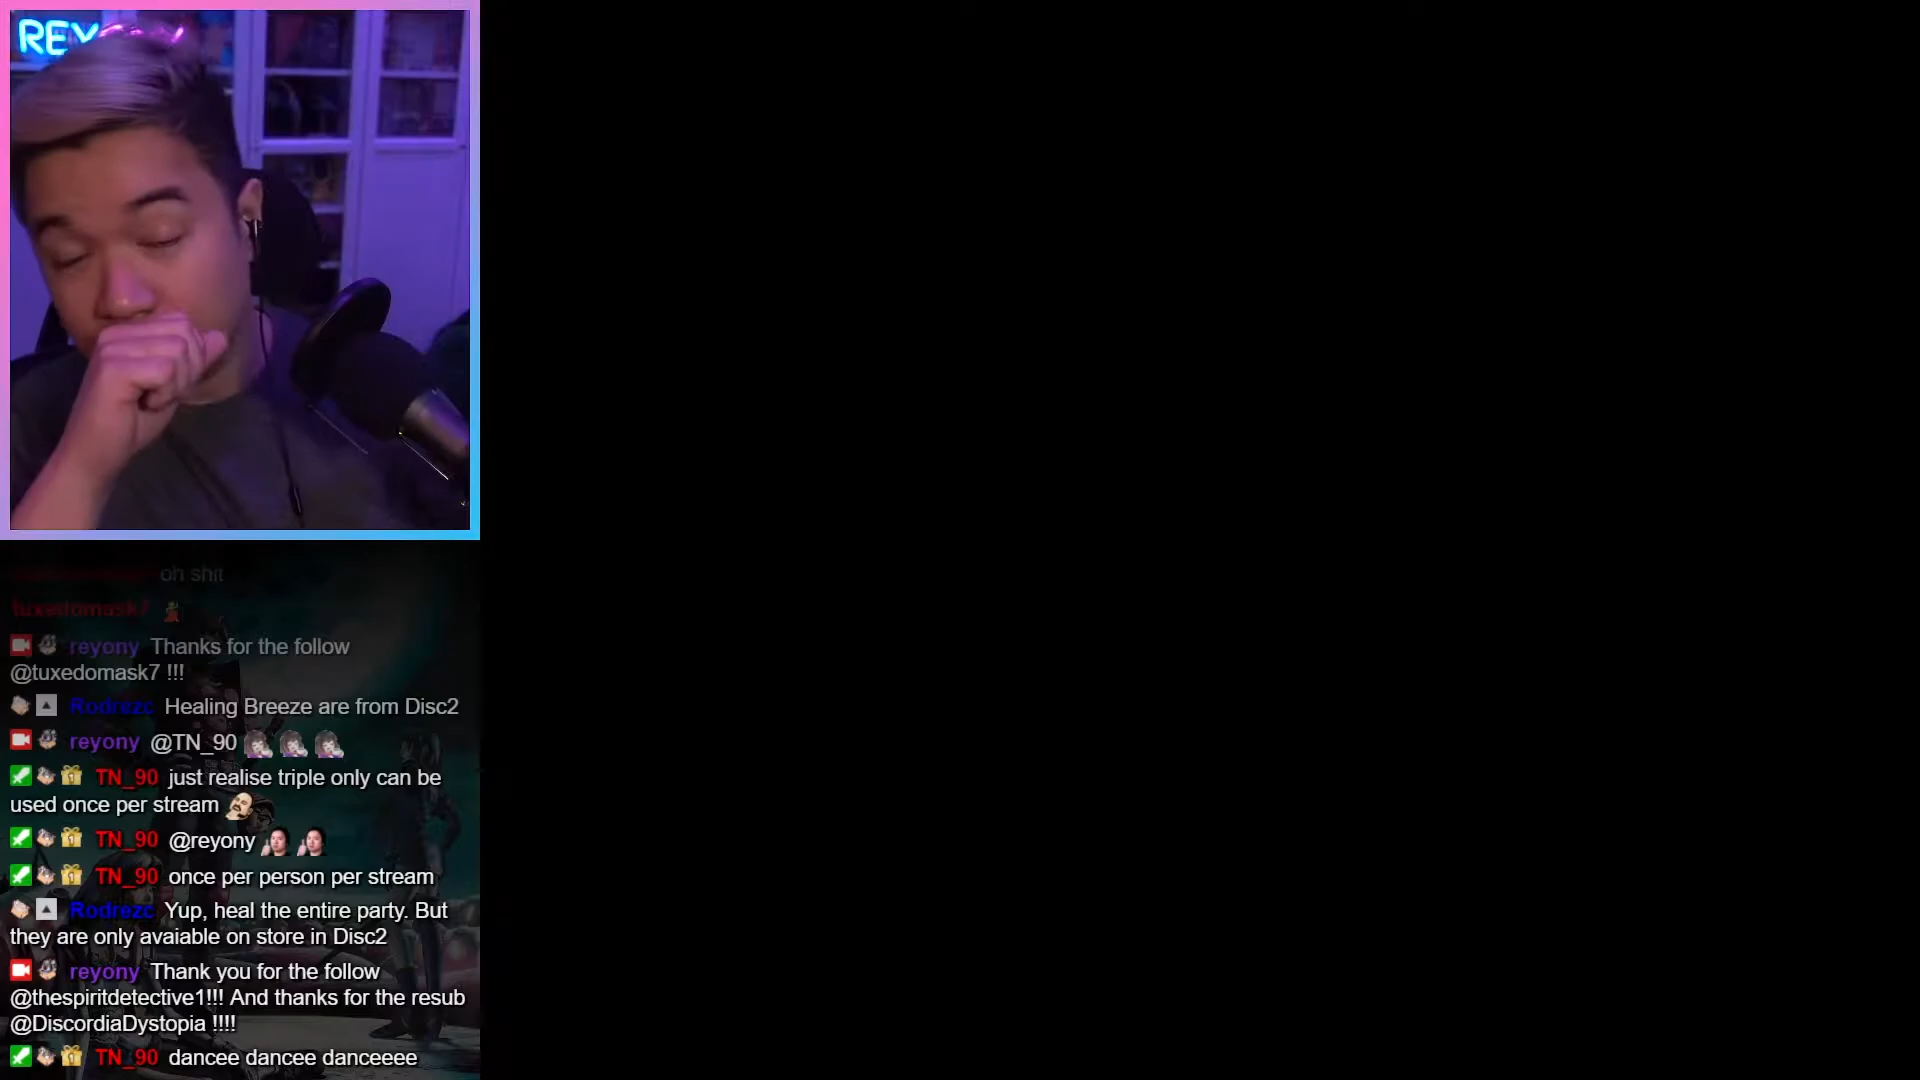 REY
oh shit
tuxedomask7
reyony Thanks for the follow
@tuxedomask7 !!!
Rodrezc Healing Breeze are from Disc2
reyony @TN_90
TN_90 just realise triple only can be
used once per stream
TN_90 @reyony
TN_90 once per person per stream
Rodrezc Yup, heal the entire party. But
they are only avaiable on store in Disc2
reyony Thank you for the follow
@thespiritdetective1!!! And thanks for the resub
@DiscordiaDystopia !!!!
TN_90 dancee dancee danceeee